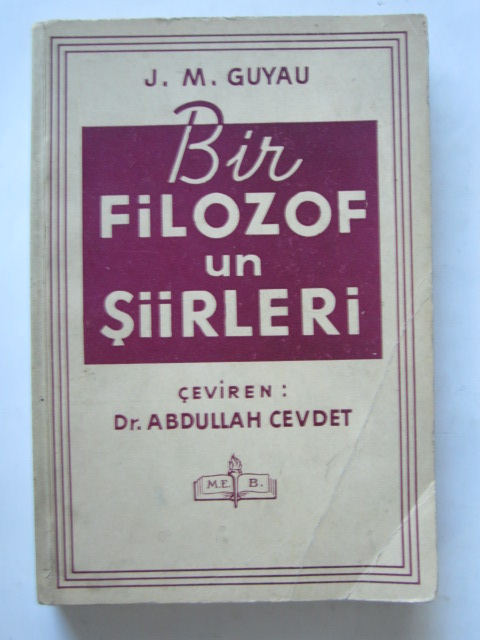 J. M. GUYAU
Bir
FiLOZOF
un
ŞiiRLERi
ÇEViREN :
Dr. ABDULLAH CEVDET
M.E. B.